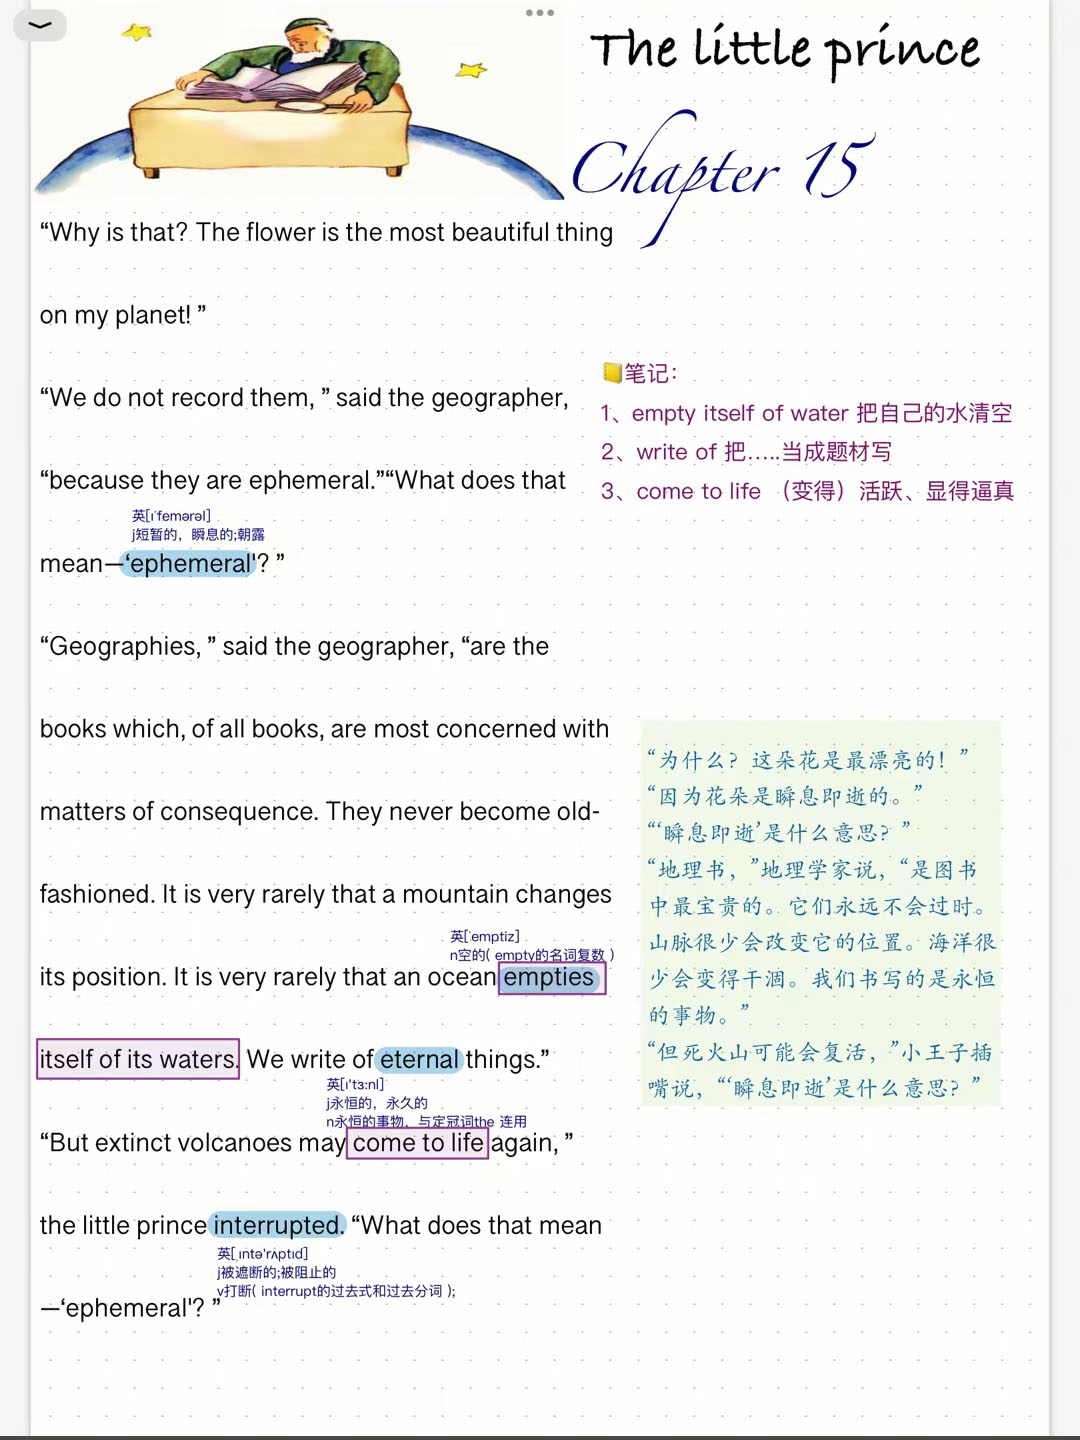 The little prince
Chapter 15
“Why is that? The flower is the most beautiful thing
on my planet! ”
“We do not record them, ” said the geographer,
“because they are ephemeral.”“What does that
英[ɪˈfemərəl]
j短暂的，瞬息的;朝露
mean—‘ephemeral'? ”
“Geographies, ” said the geographer, “are the
books which, of all books, are most concerned with
matters of consequence. They never become old-
fashioned. It is very rarely that a mountain changes
英[ˈemptiz]
n空的( empty的名词复数 )
its position. It is very rarely that an ocean empties
itself of its waters. We write of eternal things.”
英[ɪ'tɜ:nl]
j永恒的，永久的
n永恒的事物，与定冠词the 连用
“But extinct volcanoes may come to life again, ”
the little prince interrupted. “What does that mean
英[ˌɪntə'rʌptɪd]
j被遮断的;被阻止的
v打断( interrupt的过去式和过去分词 );
—‘ephemeral'? ”
📒笔记：
1、empty itself of water 把自己的水清空
2、write of 把…..当成题材写
3、come to life （变得）活跃、显得逼真
“为什么？这朵花是最漂亮的！”
“因为花朵是瞬息即逝的。”
“‘瞬息即逝’是什么意思？”
“地理书，”地理学家说，“是图书
中最宝贵的。它们永远不会过时。
山脉很少会改变它的位置。海洋很
少会变得干涸。我们书写的是永恒
的事物。”
“但死火山可能会复活，”小王子插
嘴说，“‘瞬息即逝’是什么意思？”